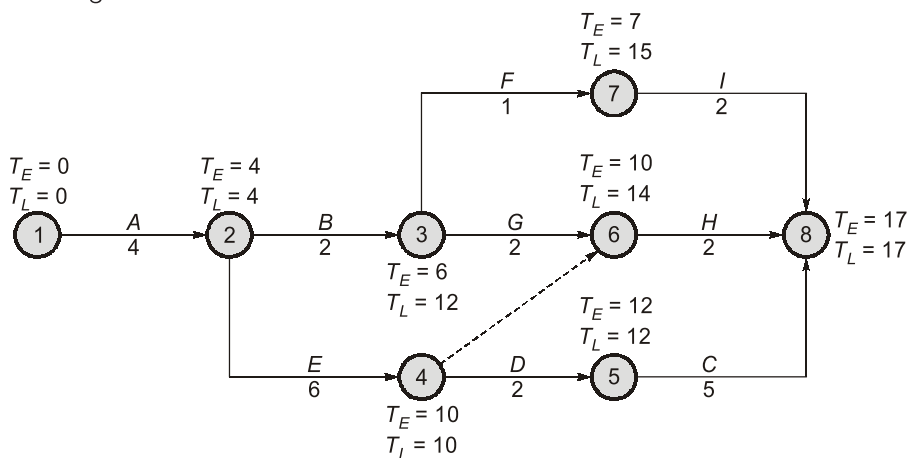 T_E = 7
T_L = 15
F
1
7
I
2
T_E = 0
T_L = 0
T_E = 4
T_L = 4
T_E = 10
T_L = 14
1
A
4
2
B
2
3
G
2
6
H
2
8
T_E = 17
T_L = 17
T_E = 6
T_L = 12
T_E = 12
T_L = 12
E
6
4
D
2
5
C
5
T_E = 10
T_L = 10